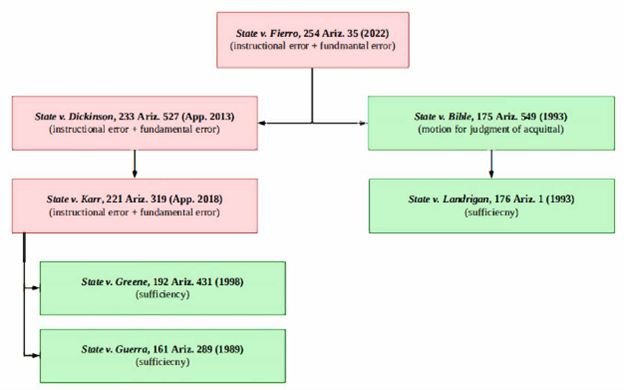 State v. Fierro, 254 Ariz. 35 (2022)
(instructional error + fundmantal error)
State v. Dickinson, 233 Ariz. 527 (App. 2013)
(instructional error + fundamental error)
State v. Bible, 175 Ariz. 549 (1993)
(motion for judgment of acquittal)
State v. Karr, 221 Ariz. 319 (App. 2018)
(instructional error + fundamental error)
State v. Landrigan, 176 Ariz. 1 (1993)
(sufficiecny)
State v. Greene, 192 Ariz. 431 (1998)
(sufficiency)
State v. Guerra, 161 Ariz. 289 (1989)
(sufficiecny)